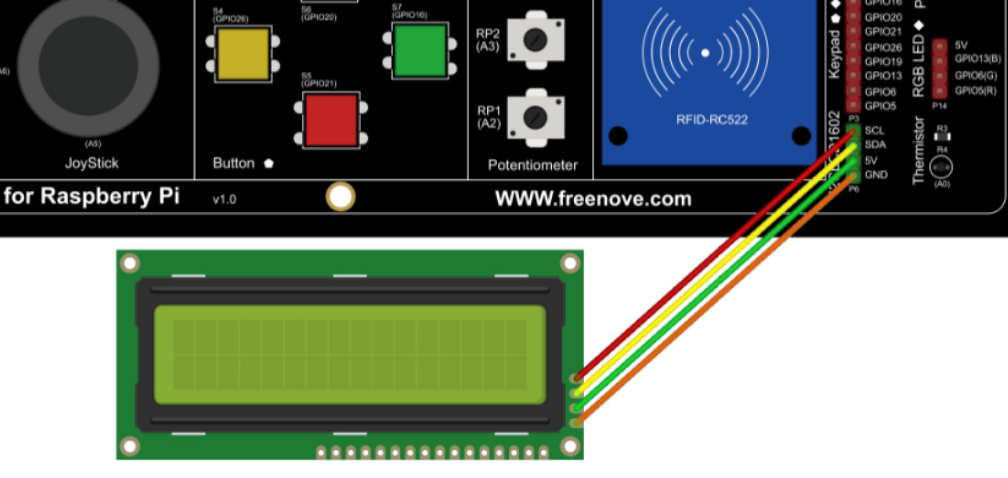 (A5)
JoyStick
S4
(GPIO26)
S6
(GPIO20)
S7
(GPIO16)
S5
(GPIO21)
Button
RP2
(A3)
RP1
(A2)
Potentiometer
RFID-RC522
Keypad
GPIO16
GPIO20
GPIO21
GPIO26
GPIO19
GPIO13
GPIO6
GPIO5
P3
SCL
SDA
5V
GND
P6
RGB LED
5V
GPIO13(B)
GPIO6(G)
GPIO5(R)
P14
Thermistor
R3
R4
(A0)
for Raspberry Pi
v1.0
WWW.freenove.com